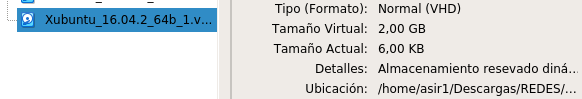 Xubuntu_16.04.2_64b_1.v...
Tipo (Formato): Normal (VHD)
Tamaño Virtual: 2,00 GB
Tamaño Actual: 6,00 KB
Detalles: Almacenamiento resevado diná...
Ubicación: /home/asir1/Descargas/REDES/...